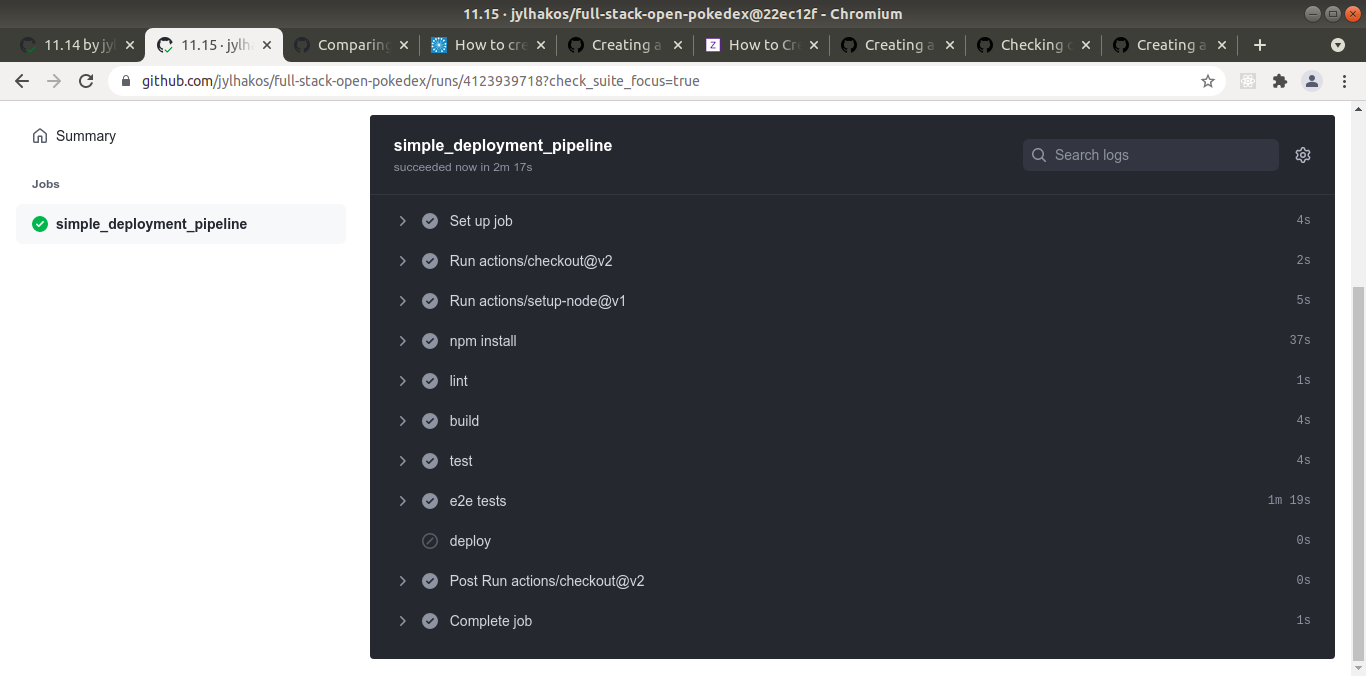 11.15 · jylhakos/full-stack-open-pokedex@22ec12f - Chromium
11.14 by jyl
11.15 · jylh
Comparing
How to cre
Creating a
How to Cre
Creating a
Checking o
Creating a
github.com/jylhakos/full-stack-open-pokedex/runs/4123939718?check_suite_focus=true
Summary
Jobs
simple_deployment_pipeline
simple_deployment_pipeline
succeeded now in 2m 17s
Search logs
Set up job 4s
Run actions/checkout@v2 2s
Run actions/setup-node@v1 5s
npm install 37s
lint 1s
build 4s
test 4s
e2e tests 1m 19s
deploy 0s
Post Run actions/checkout@v2 0s
Complete job 1s